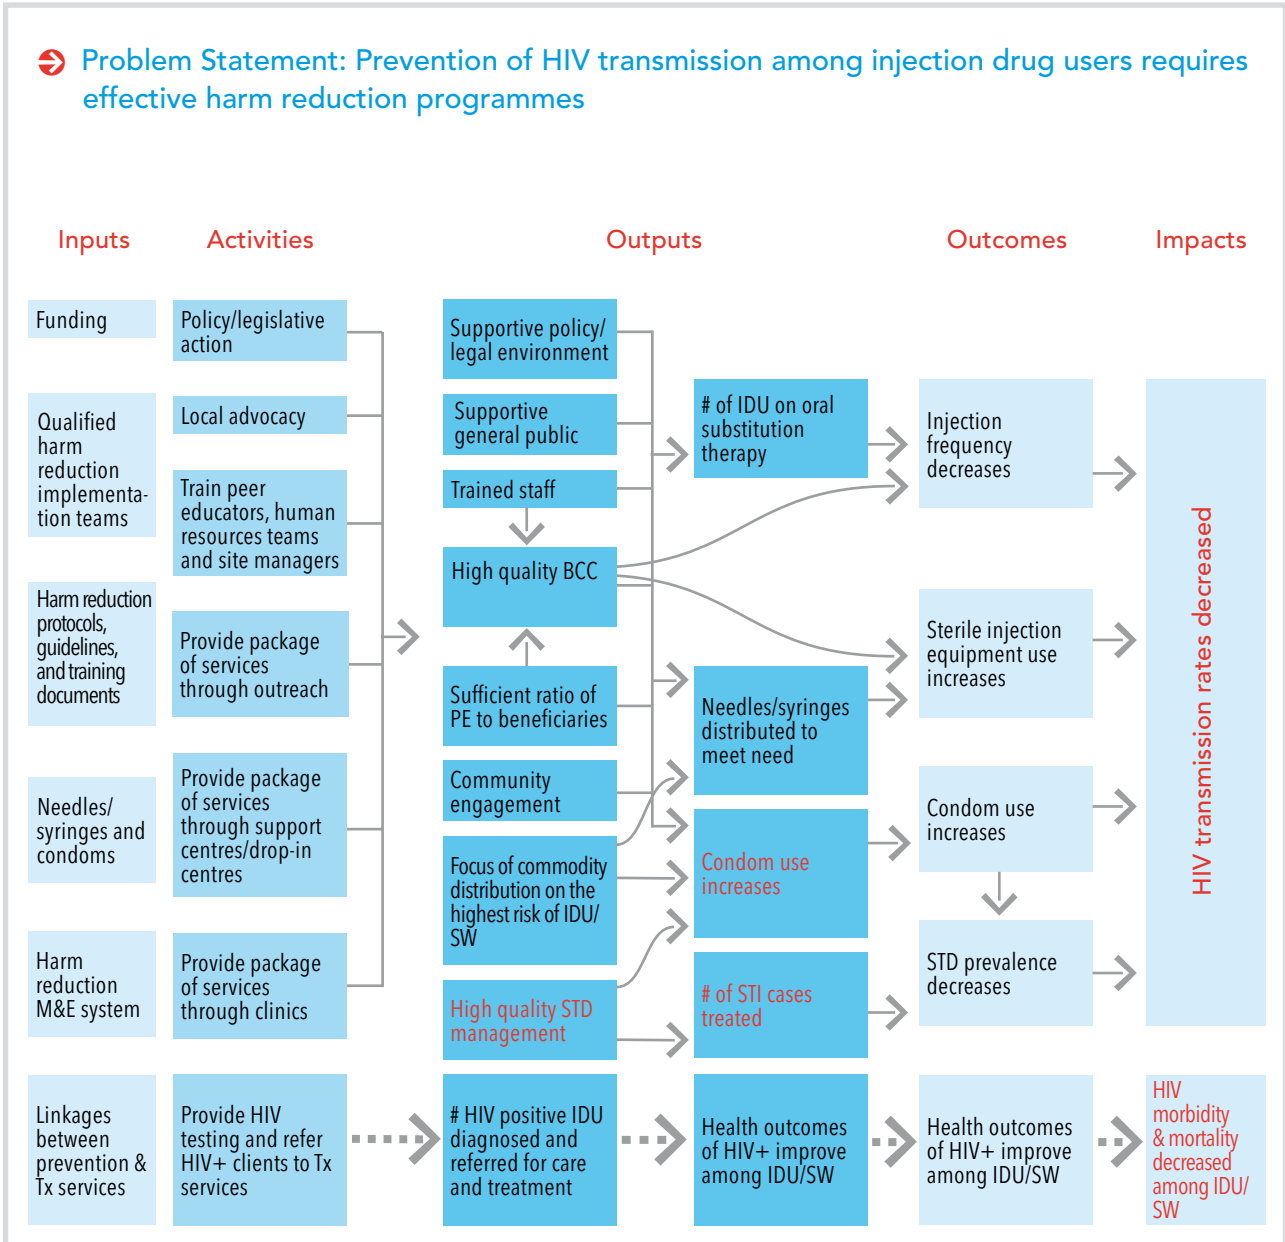 Problem Statement: Prevention of HIV transmission among injection drug users requires
effective harm reduction programmes
Inputs
Activities
Outputs
Outcomes
Impacts
Funding
Qualified
harm
reduction
implementa-
tion teams
Harm reduction
protocols,
guidelines,
and training
documents
Needles/
syringes and
condoms
Harm
reduction
M&E system
Linkages
between
prevention &
Tx services
Policy/legislative
action
Local advocacy
Train peer
educators, human
resources teams
and site managers
Provide package
of services
through outreach
Provide package
of services
through support
centres/drop-in
centres
Provide package
of services
through clinics
Provide HIV
testing and refer
HIV+ clients to Tx
services
Supportive policy/
legal environment
Supportive
general public
Trained staff
High quality BCC
Sufficient ratio of
PE to beneficiaries
Community
engagement
Focus of commodity
distribution on the
highest risk of IDU/
SW
High quality STD
management
# HIV positive IDU
diagnosed and
referred for care
and treatment
# of IDU on oral
substitution
therapy
Needles/syringes
distributed to
meet need
Condom use
increases
# of STI cases
treated
Health outcomes
of HIV+ improve
among IDU/SW
Injection
frequency
decreases
Sterile injection
equipment use
increases
Condom use
increases
STD prevalence
decreases
Health outcomes
of HIV+ improve
among IDU/SW
HIV transmission rates decreased
HIV
morbidity
& mortality
decreased
among IDU/
SW